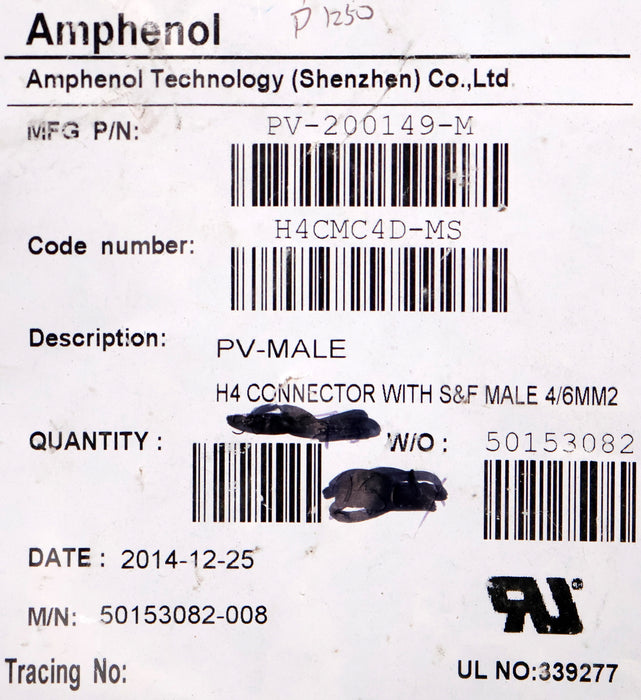 Amphenol
P 1250
Amphenol Technology (Shenzhen) Co.,Ltd.
MFG P/N: PV-200149-M
Code number: H4CMC4D-MS
Description: PV-MALE
H4 CONNECTOR WITH S&F MALE 4/6MM2
QUANTITY : W/O : 50153082
DATE : 2014-12-25
M/N: 50153082-008
Tracing No: UL NO:339277